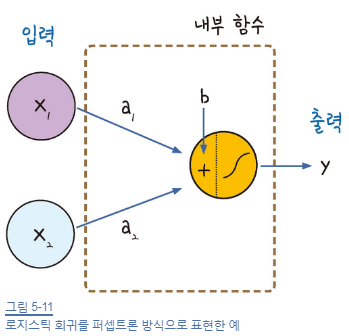 입력
내부 함수
x₁
a₁
b
출력
+
y
a₂
x₂
그림 5-11
로지스틱 회귀를 퍼셉트론 방식으로 표현한 예